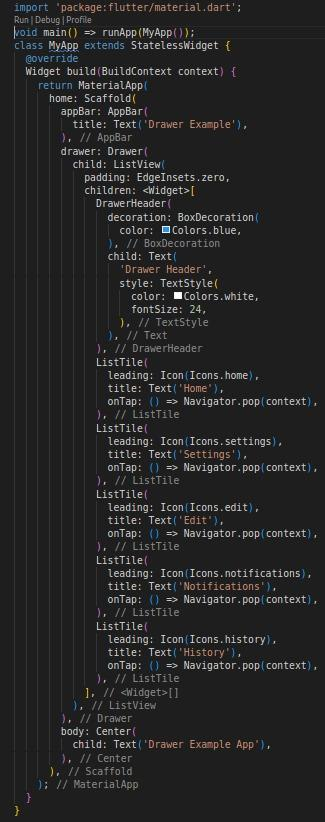 import 'package:flutter/material.dart';
Run | Debug | Profile
void main() => runApp(MyApp());
class MyApp extends StatelessWidget {
  @override
  Widget build(BuildContext context) {
    return MaterialApp(
      home: Scaffold(
        appBar: AppBar(
          title: Text('Drawer Example'),
        ), // AppBar
        drawer: Drawer(
          child: ListView(
            padding: EdgeInsets.zero,
            children: <Widget>[
              DrawerHeader(
                decoration: BoxDecoration(
                  color: Colors.blue,
                ), // BoxDecoration
                child: Text(
                  'Drawer Header',
                  style: TextStyle(
                    color: Colors.white,
                    fontSize: 24,
                  ), // TextStyle
                ), // Text
              ), // DrawerHeader
              ListTile(
                leading: Icon(Icons.home),
                title: Text('Home'),
                onTap: () => Navigator.pop(context),
              ), // ListTile
              ListTile(
                leading: Icon(Icons.settings),
                title: Text('Settings'),
                onTap: () => Navigator.pop(context),
              ), // ListTile
              ListTile(
                leading: Icon(Icons.edit),
                title: Text('Edit'),
                onTap: () => Navigator.pop(context),
              ), // ListTile
              ListTile(
                leading: Icon(Icons.notifications),
                title: Text('Notifications'),
                onTap: () => Navigator.pop(context),
              ), // ListTile
              ListTile(
                leading: Icon(Icons.history),
                title: Text('History'),
                onTap: () => Navigator.pop(context),
              ), // ListTile
            ], // <Widget>[]
          ), // ListView
        ), // Drawer
        body: Center(
          child: Text('Drawer Example App'),
        ), // Center
      ), // Scaffold
    ); // MaterialApp
  }
}